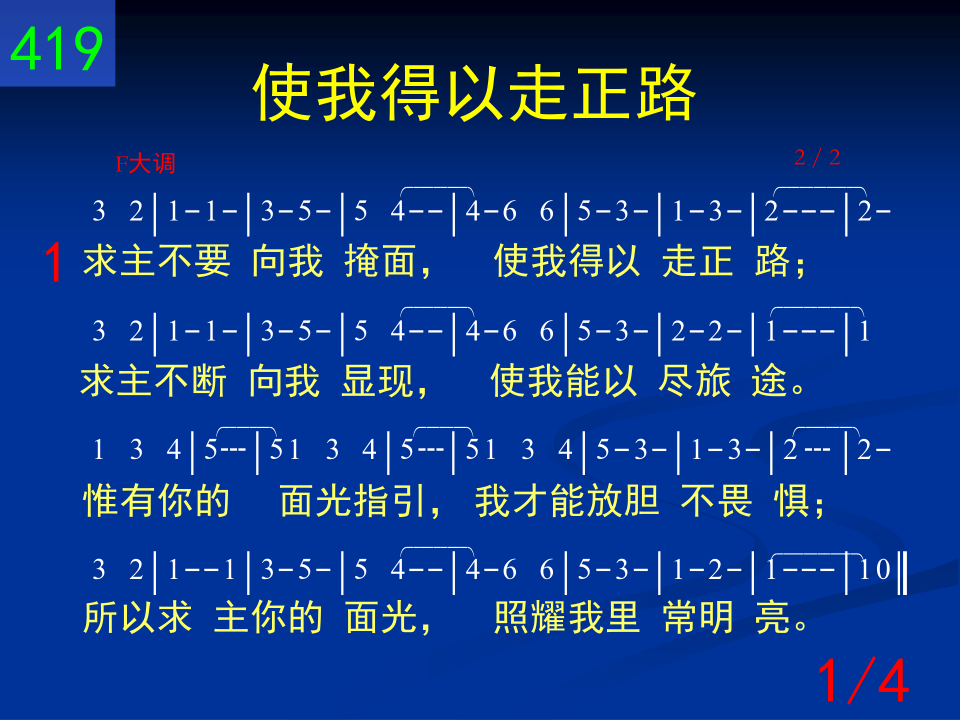 419
使我得以走正路
F大调 2/2
3 2|1-1-|3-5-|5 4--|4-6 6|5-3-|1-3-|2---|2-
1 求主不要 向我 掩面, 使我得以 走正 路;
3 2|1-1-|3-5-|5 4--|4-6 6|5-3-|2-2-|1---|1
求主不断 向我 显现, 使我能以 尽旅 途。
1 3 4|5---|51 3 4|5---|51 3 4|5-3-|1-3-|2---|2-
惟有你的 面光指引, 我才能放胆 不畏 惧;
3 2|1--1|3-5-|5 4--|4-6 6|5-3-|1-2-|1---|10‖
所以求 主你的 面光, 照耀我里 常明 亮。
1/4